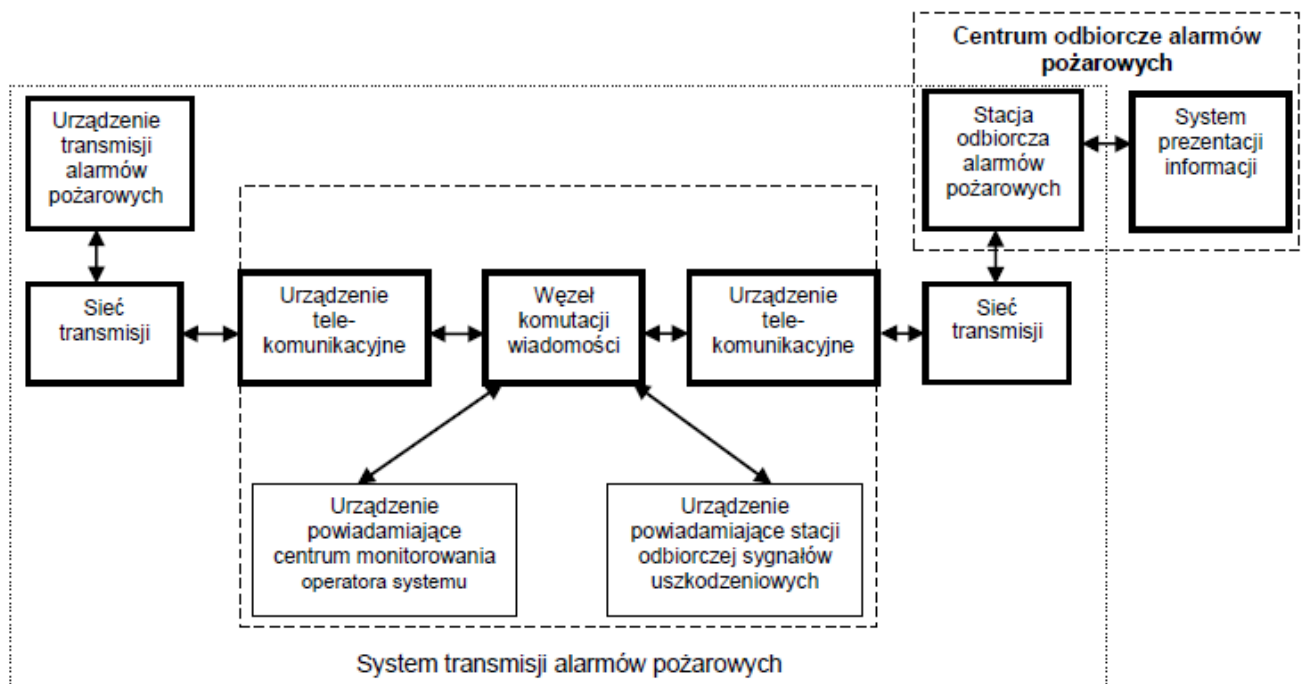 Centrum odbiorcze alarmów
pożarowych
Urządzenie
transmisji
alarmów
pożarowych
Stacja
odbiorcza
alarmów
pożarowych
System
prezentacji
informacji
Sieć
transmisji
Urządzenie
tele-
komunikacyjne
Węzeł
komutacji
wiadomości
Urządzenie
tele-
komunikacyjne
Sieć
transmisji
Urządzenie
powiadamiające
centrum monitorowania
operatora systemu
Urządzenie
powiadamiające stacji
odbiorczej sygnałów
uszkodzeniowych
System transmisji alarmów pożarowych